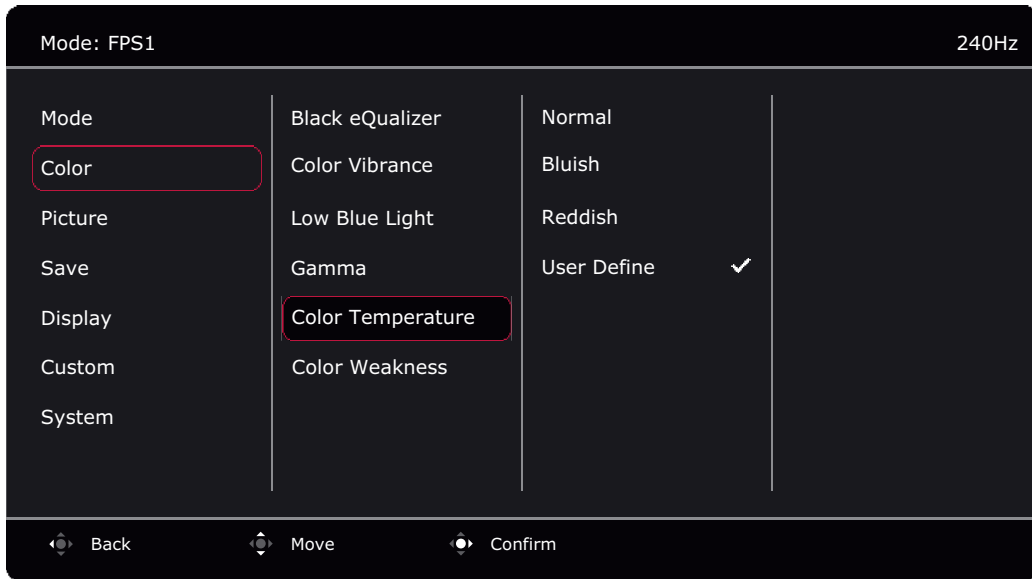 Mode: FPS1
240Hz
Mode
Color
Picture
Save
Display
Custom
System
Black eQualizer
Color Vibrance
Low Blue Light
Gamma
Color Temperature
Color Weakness
Normal
Bluish
Reddish
User Define
Back
Move
Confirm